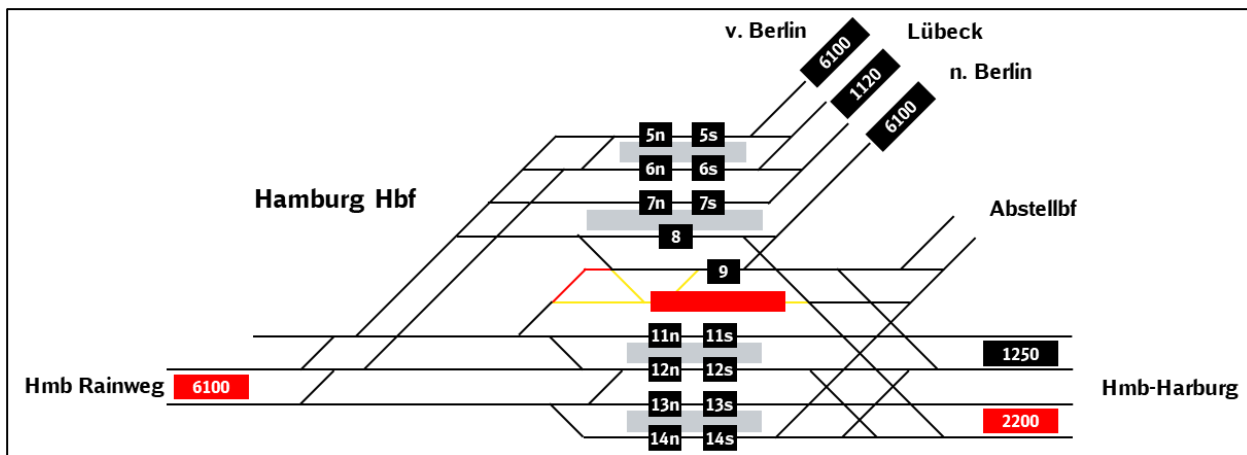 v. Berlin
6100
Lübeck
1120
n. Berlin
6100
5n 5s
6n 6s
Hamburg Hbf
7n 7s
Abstellbf
8
9
11n 11s
1250
12n 12s
Hmb Rainweg 6100
Hmb-Harburg
13n 13s
2200
14n 14s